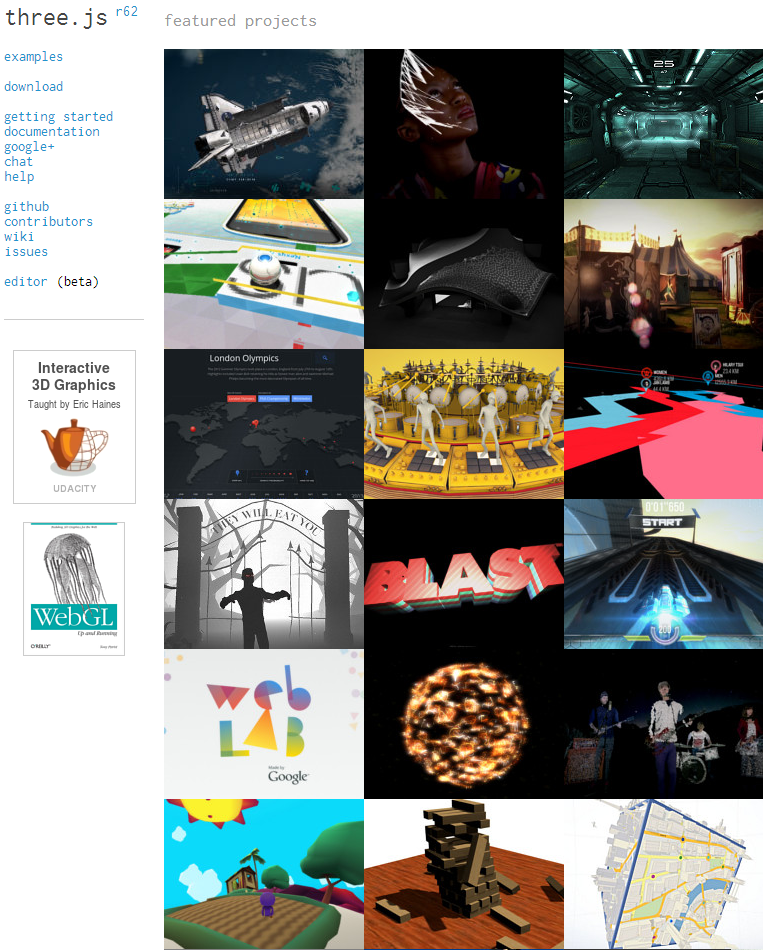 three.js r62
featured projects
examples
download
getting started
documentation
google+
chat
help
github
contributors
wiki
issues
editor (beta)
Interactive
3D Graphics
Taught by Eric Haines
UDACITY
WebGL
Up and Running
O'REILLY
25
London Olympics
THEY WILL EAT YOU
BLAST
0'01"650
START
200
web
LAB
Made by
Google